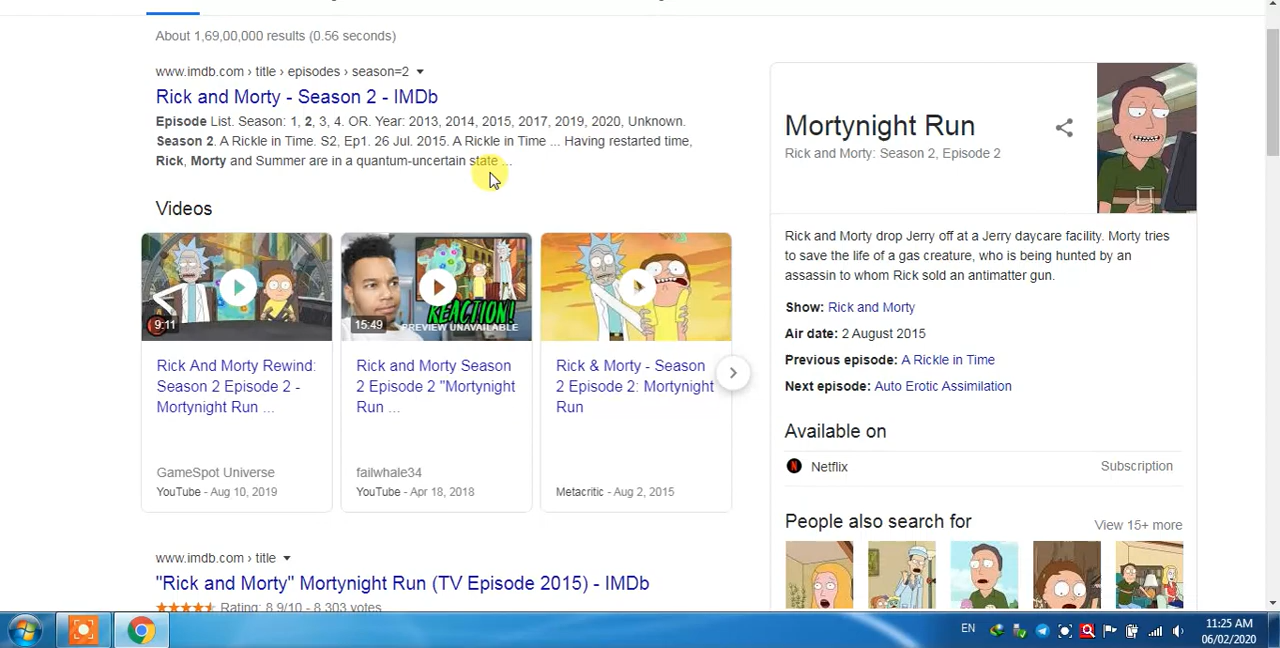 About 1,69,00,000 results (0.56 seconds)
www.imdb.com › title › episodes › season=2
Rick and Morty - Season 2 - IMDb
Episode List. Season: 1, 2, 3, 4. OR. Year: 2013, 2014, 2015, 2017, 2019, 2020, Unknown.
Season 2. A Rickle in Time. S2, Ep1. 26 Jul. 2015. A Rickle in Time ... Having restarted time,
Rick, Morty and Summer are in a quantum-uncertain state ...
Videos
9:11
15:49
REACTION!
PREVIEW UNAVAILABLE
Rick And Morty Rewind:
Season 2 Episode 2 -
Mortynight Run ...
GameSpot Universe
YouTube - Aug 10, 2019
Rick and Morty Season
2 Episode 2 "Mortynight
Run ...
failwhale34
YouTube - Apr 18, 2018
Rick & Morty - Season
2 Episode 2: Mortynight
Run
Metacritic - Aug 2, 2015
www.imdb.com › title
"Rick and Morty" Mortynight Run (TV Episode 2015) - IMDb
Rating: 8.9/10 - 8,303 votes
Mortynight Run
Rick and Morty: Season 2, Episode 2
Rick and Morty drop Jerry off at a Jerry daycare facility. Morty tries
to save the life of a gas creature, who is being hunted by an
assassin to whom Rick sold an antimatter gun.
Show: Rick and Morty
Air date: 2 August 2015
Previous episode: A Rickle in Time
Next episode: Auto Erotic Assimilation
Available on
N Netflix Subscription
People also search for View 15+ more
EN
11:25 AM
06/02/2020